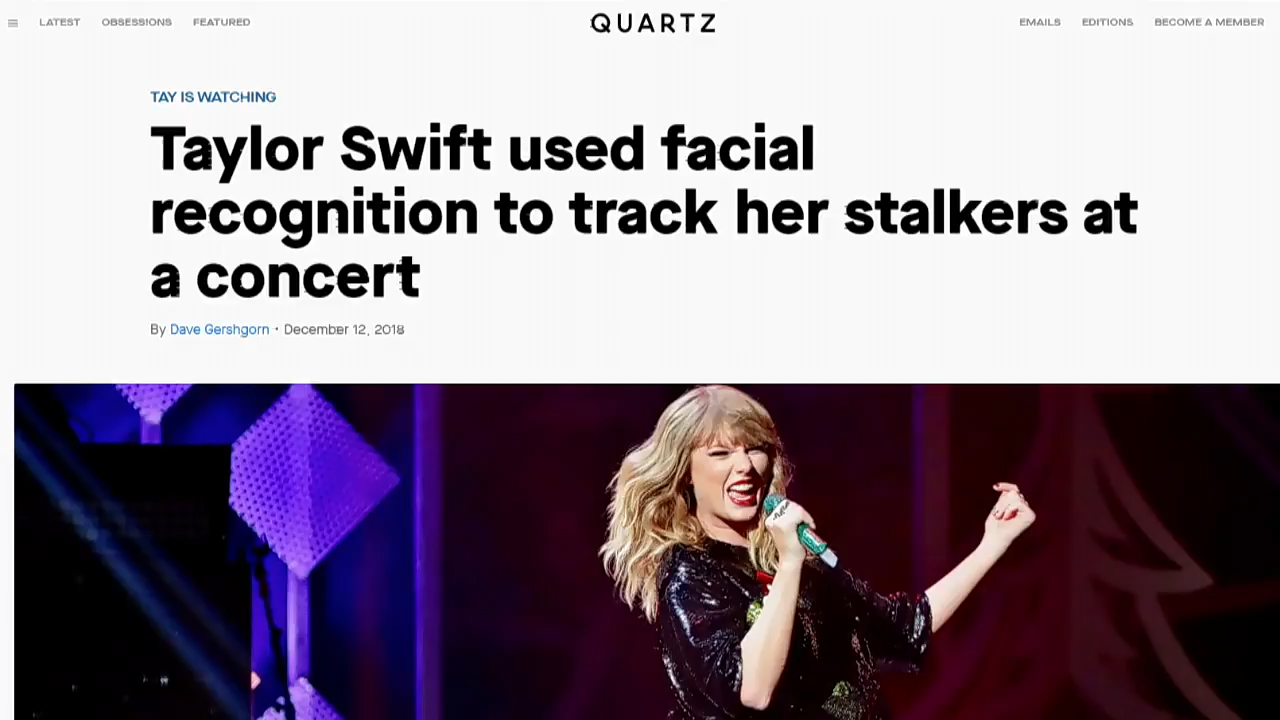 LATEST OBSESSIONS FEATURED QUARTZ EMAILS EDITIONS BECOME A MEMBER
TAY IS WATCHING
Taylor Swift used facial
recognition to track her stalkers at
a concert
By Dave Gershgorn • December 12, 2018